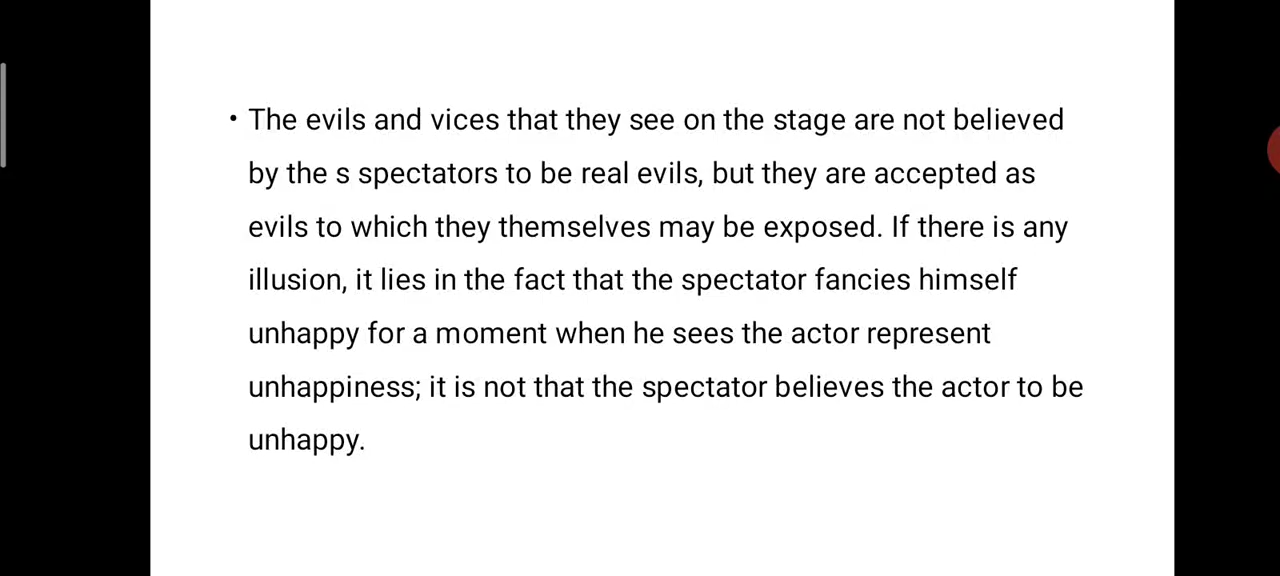 • The evils and vices that they see on the stage are not believed
by the s spectators to be real evils, but they are accepted as
evils to which they themselves may be exposed. If there is any
illusion, it lies in the fact that the spectator fancies himself
unhappy for a moment when he sees the actor represent
unhappiness; it is not that the spectator believes the actor to be
unhappy.